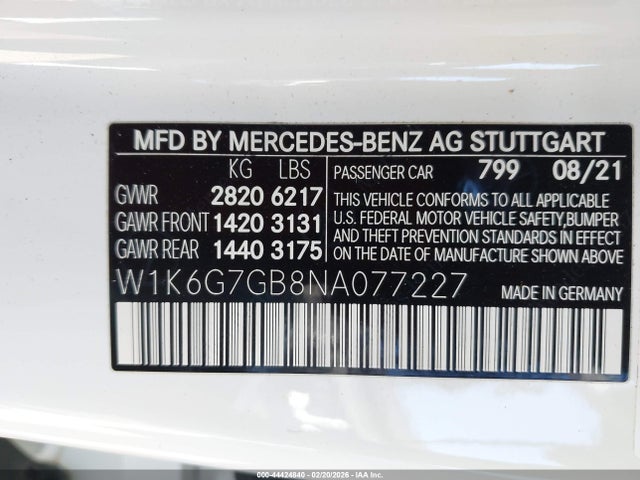 MFD BY MERCEDES-BENZ AG STUTTGART
KG LBS
GVWR 2820 6217
GAWR FRONT 1420 3131
GAWR REAR 1440 3175
PASSENGER CAR 799 08/21
THIS VEHICLE CONFORMS TO ALL APPLICABLE
U.S. FEDERAL MOTOR VEHICLE SAFETY,BUMPER
AND THEFT PREVENTION STANDARDS IN EFFECT
ON THE DATE OF MANUFACTURE SHOWN ABOVE.
W1K6G7GB8NA077227 MADE IN GERMANY
000-44424840 - 02/20/2026 - IAAI.COM